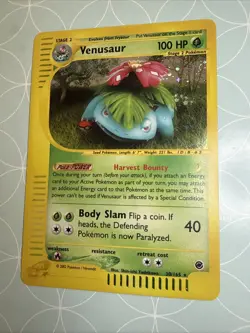 STAGE 2
Evolves from Ivysaur
Put Venusaur on the Stage 1 card
Venusaur
100 HP
Stage 2 Pokémon
Seed Pokémon. Length: 6' 7", Weight: 221 lbs.
Poké-POWER
Harvest Bounty
Once during your turn (before your attack), if you attach an Energy
card to your Active Pokémon as part of your turn, you may attach
an additional Energy card to that Pokémon at the same time. This
power can't be used if Venusaur is affected by a Special Condition.
Body Slam Flip a coin. If
heads, the Defending
Pokémon is now Paralyzed.
40
weakness
resistance
retreat cost